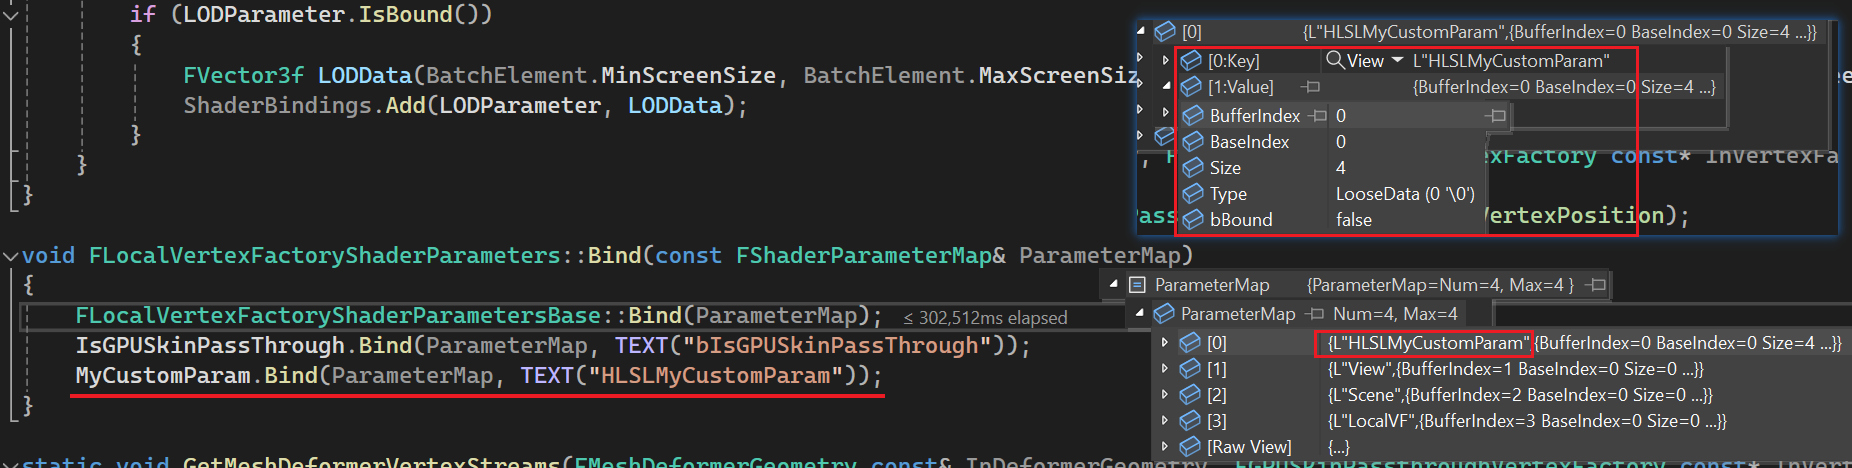 if (LODParameter.IsBound())
{
FVector3f LODData(BatchElement.MinScreenSize, BatchElement.MaxScreenSiz
ShaderBindings.Add(LODParameter, LODData);
}
}
}
[0] {L"HLSLMyCustomParam",{BufferIndex=0 BaseIndex=0 Size=4 ...}}
[0:Key] View L"HLSLMyCustomParam"
[1:Value] {BufferIndex=0 BaseIndex=0 Size=4 ...}
BufferIndex 0
BaseIndex 0
Size 4
Type LooseData (0 '\0')
bBound false
exFactory const* InVertexFa
Pass
VertexPosition);
void FLocalVertexFactoryShaderParameters::Bind(const FShaderParameterMap& ParameterMap)
{
FLocalVertexFactoryShaderParametersBase::Bind(ParameterMap); ≤ 302,512ms elapsed
IsGPUSkinPassThrough.Bind(ParameterMap, TEXT("bIsGPUSkinPassThrough"));
MyCustomParam.Bind(ParameterMap, TEXT("HLSLMyCustomParam"));
}
ParameterMap {ParameterMap=Num=4, Max=4 }
ParameterMap Num=4, Max=4
[0] {L"HLSLMyCustomParam",{BufferIndex=0 BaseIndex=0 Size=4 ...}}
[1] {L"View",{BufferIndex=1 BaseIndex=0 Size=0 ...}}
[2] {L"Scene",{BufferIndex=2 BaseIndex=0 Size=0 ...}}
[3] {L"LocalVF",{BufferIndex=3 BaseIndex=0 Size=0 ...}}
[Raw View] {...}
static void GetMeshDeformerVertexStreams(FMeshDeformerGeometry const& InDeformerGeometry, FGPUSkinPassthroughVertexFactory const* InVert